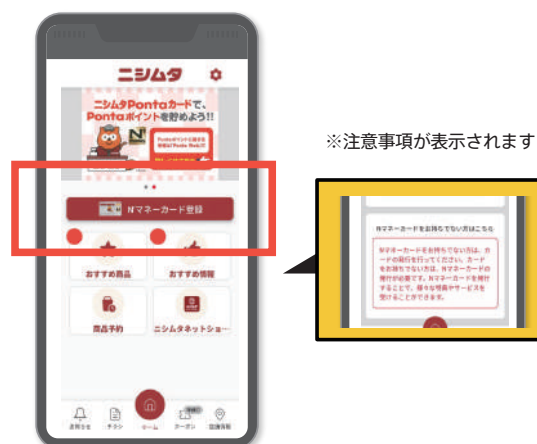 ニシムタ
ニシムタPontaカードで、
Pontaポイントを貯めよう!!
※注意事項が表示されます
Nマネーカード登録
Nマネーカードをお持ちでない方はこちら
Nマネーカードをお持ちでない方は、カ
ードの発行を行ってください。カード
をお持ちでない方は、Nマネーカードの
発行が必要です。Nマネーカードを発行
することで、様々な特典やサービスを
受けることができます。
おすすめ商品
おすすめ情報
商品予約
ニシムタネットショ…
お知らせ
チラシ
ホーム
クーポン
店舗情報